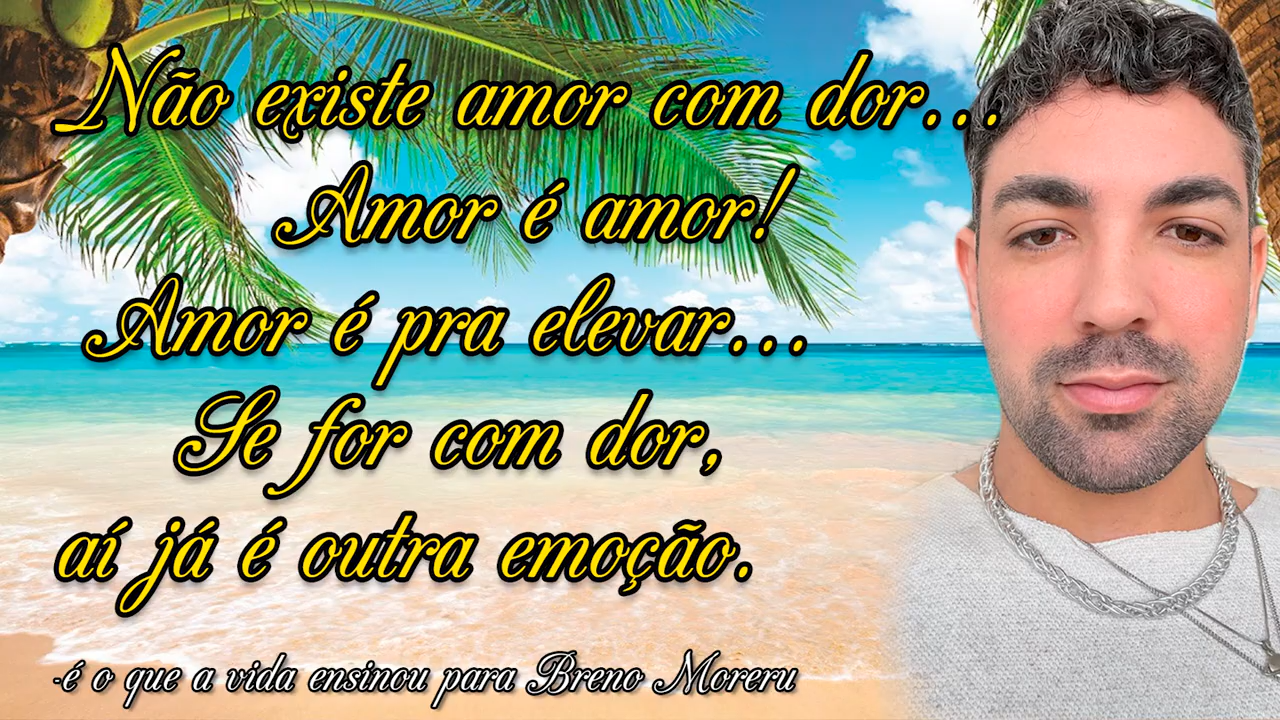 Não existe amor com dor...
Amor é amor!
Amor é pra elevar...
Se for com dor,
aí já é outra emoção.
-é o que a vida ensinou para Breno Moreru